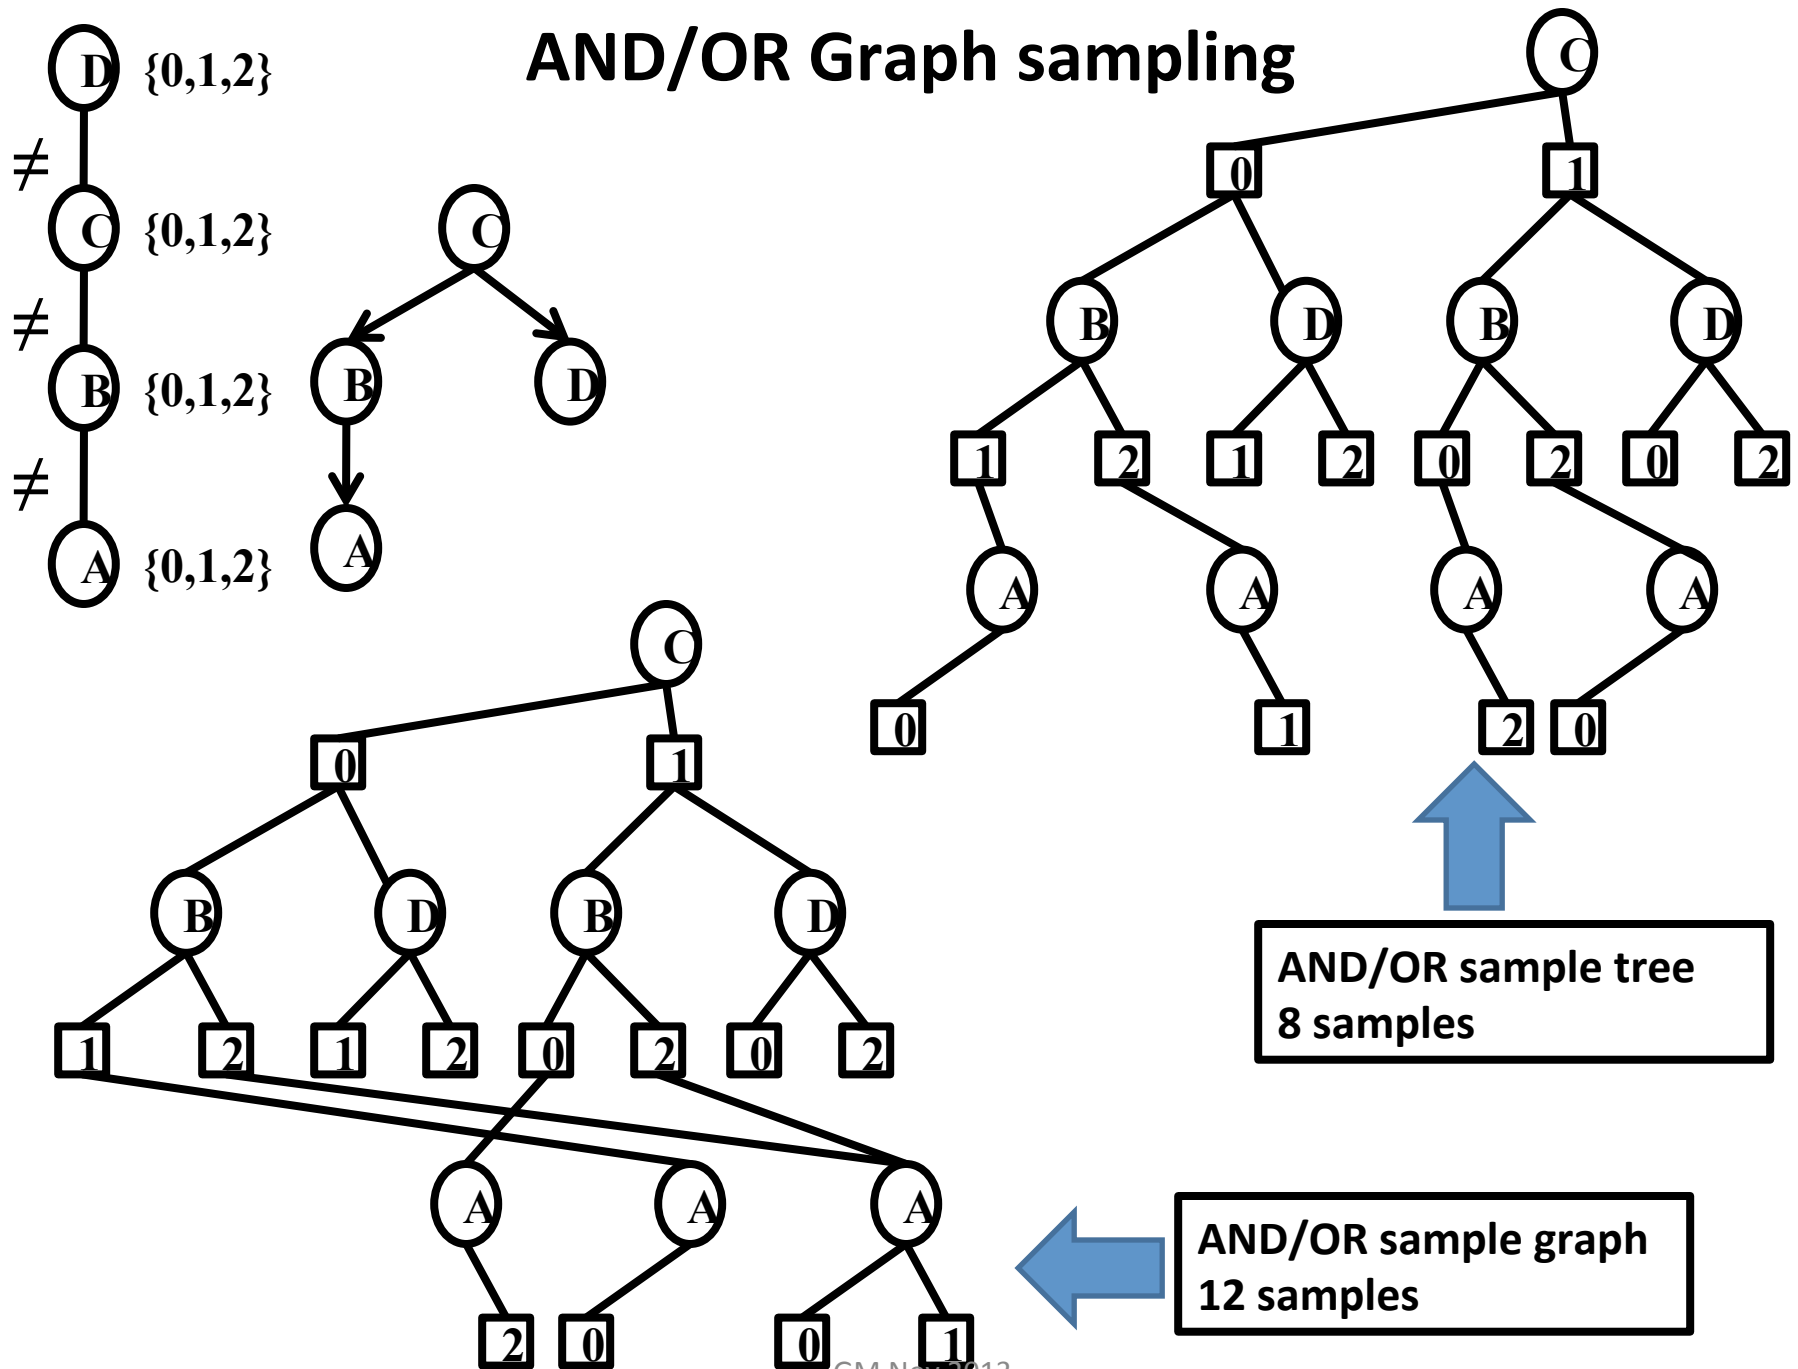 AND/OR Graph sampling
D {0,1,2}
≠
C {0,1,2}
≠
B {0,1,2}
≠
A {0,1,2}
C
B D
A
C
0 1
B D B D
1 2 1 2 0 2 0 2
A A A A
0 1 2 0
AND/OR sample tree
8 samples
C
0 1
B D B D
1 2 1 2 0 2 0 2
A A A
2 0 0 1
AND/OR sample graph
12 samples